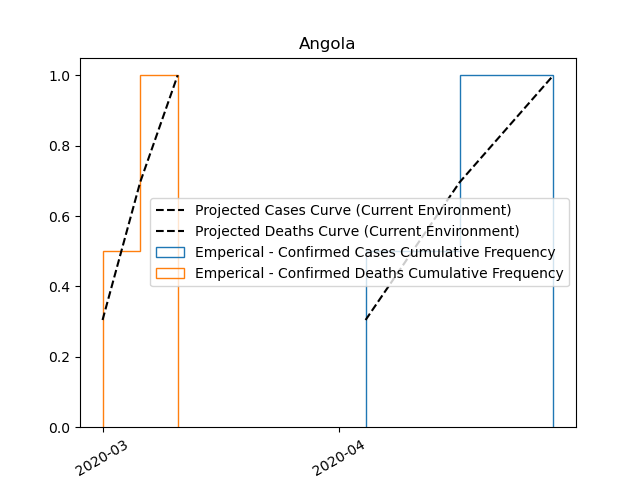 Angola
1.0
0.8
0.6
0.4
0.2
0.0
Projected Cases Curve (Current Environment)
Projected Deaths Curve (Current Environment)
Emperical - Confirmed Cases Cumulative Frequency
Emperical - Confirmed Deaths Cumulative Frequency
2020-03
2020-04